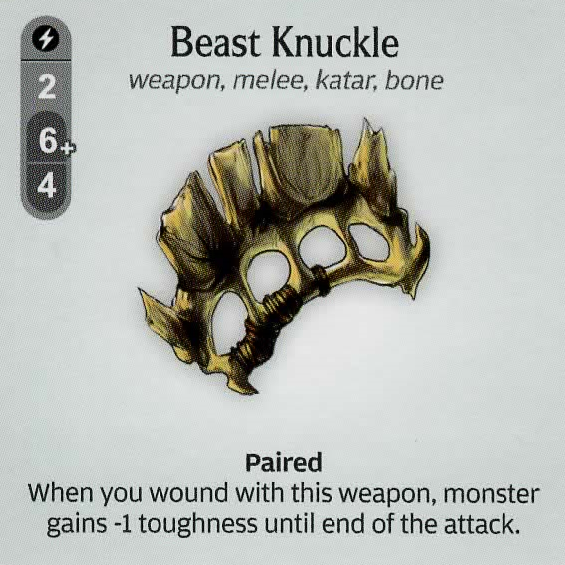 Beast Knuckle
weapon, melee, katar, bone
2
6+
4
Paired
When you wound with this weapon, monster
gains -1 toughness until end of the attack.